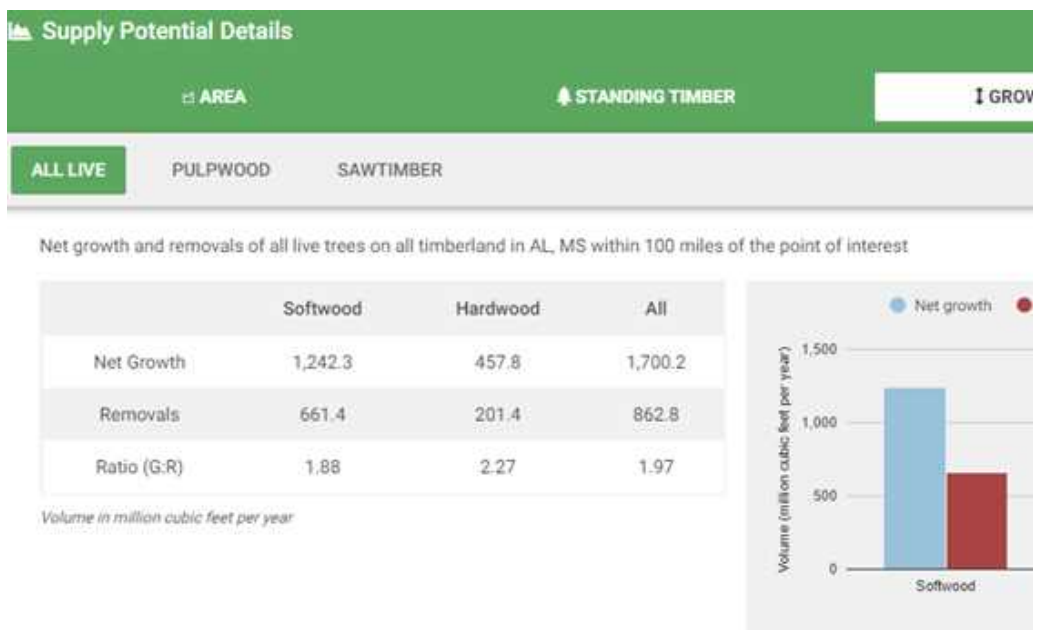 Supply Potential Details
AREA
STANDING TIMBER
GROW
ALL LIVE
PULPWOOD
SAWTIMBER
Net growth and removals of all live trees on all timberland in AL, MS within 100 miles of the point of interest
Softwood Hardwood All
Net Growth 1,242.3 457.8 1,700.2
Removals 661.4 201.4 862.8
Ratio (G:R) 1.88 2.27 1.97
Volume in million cubic feet per year
Net growth
Volume (million cubic feet per year)
1,500
1,000
500
0
Softwood